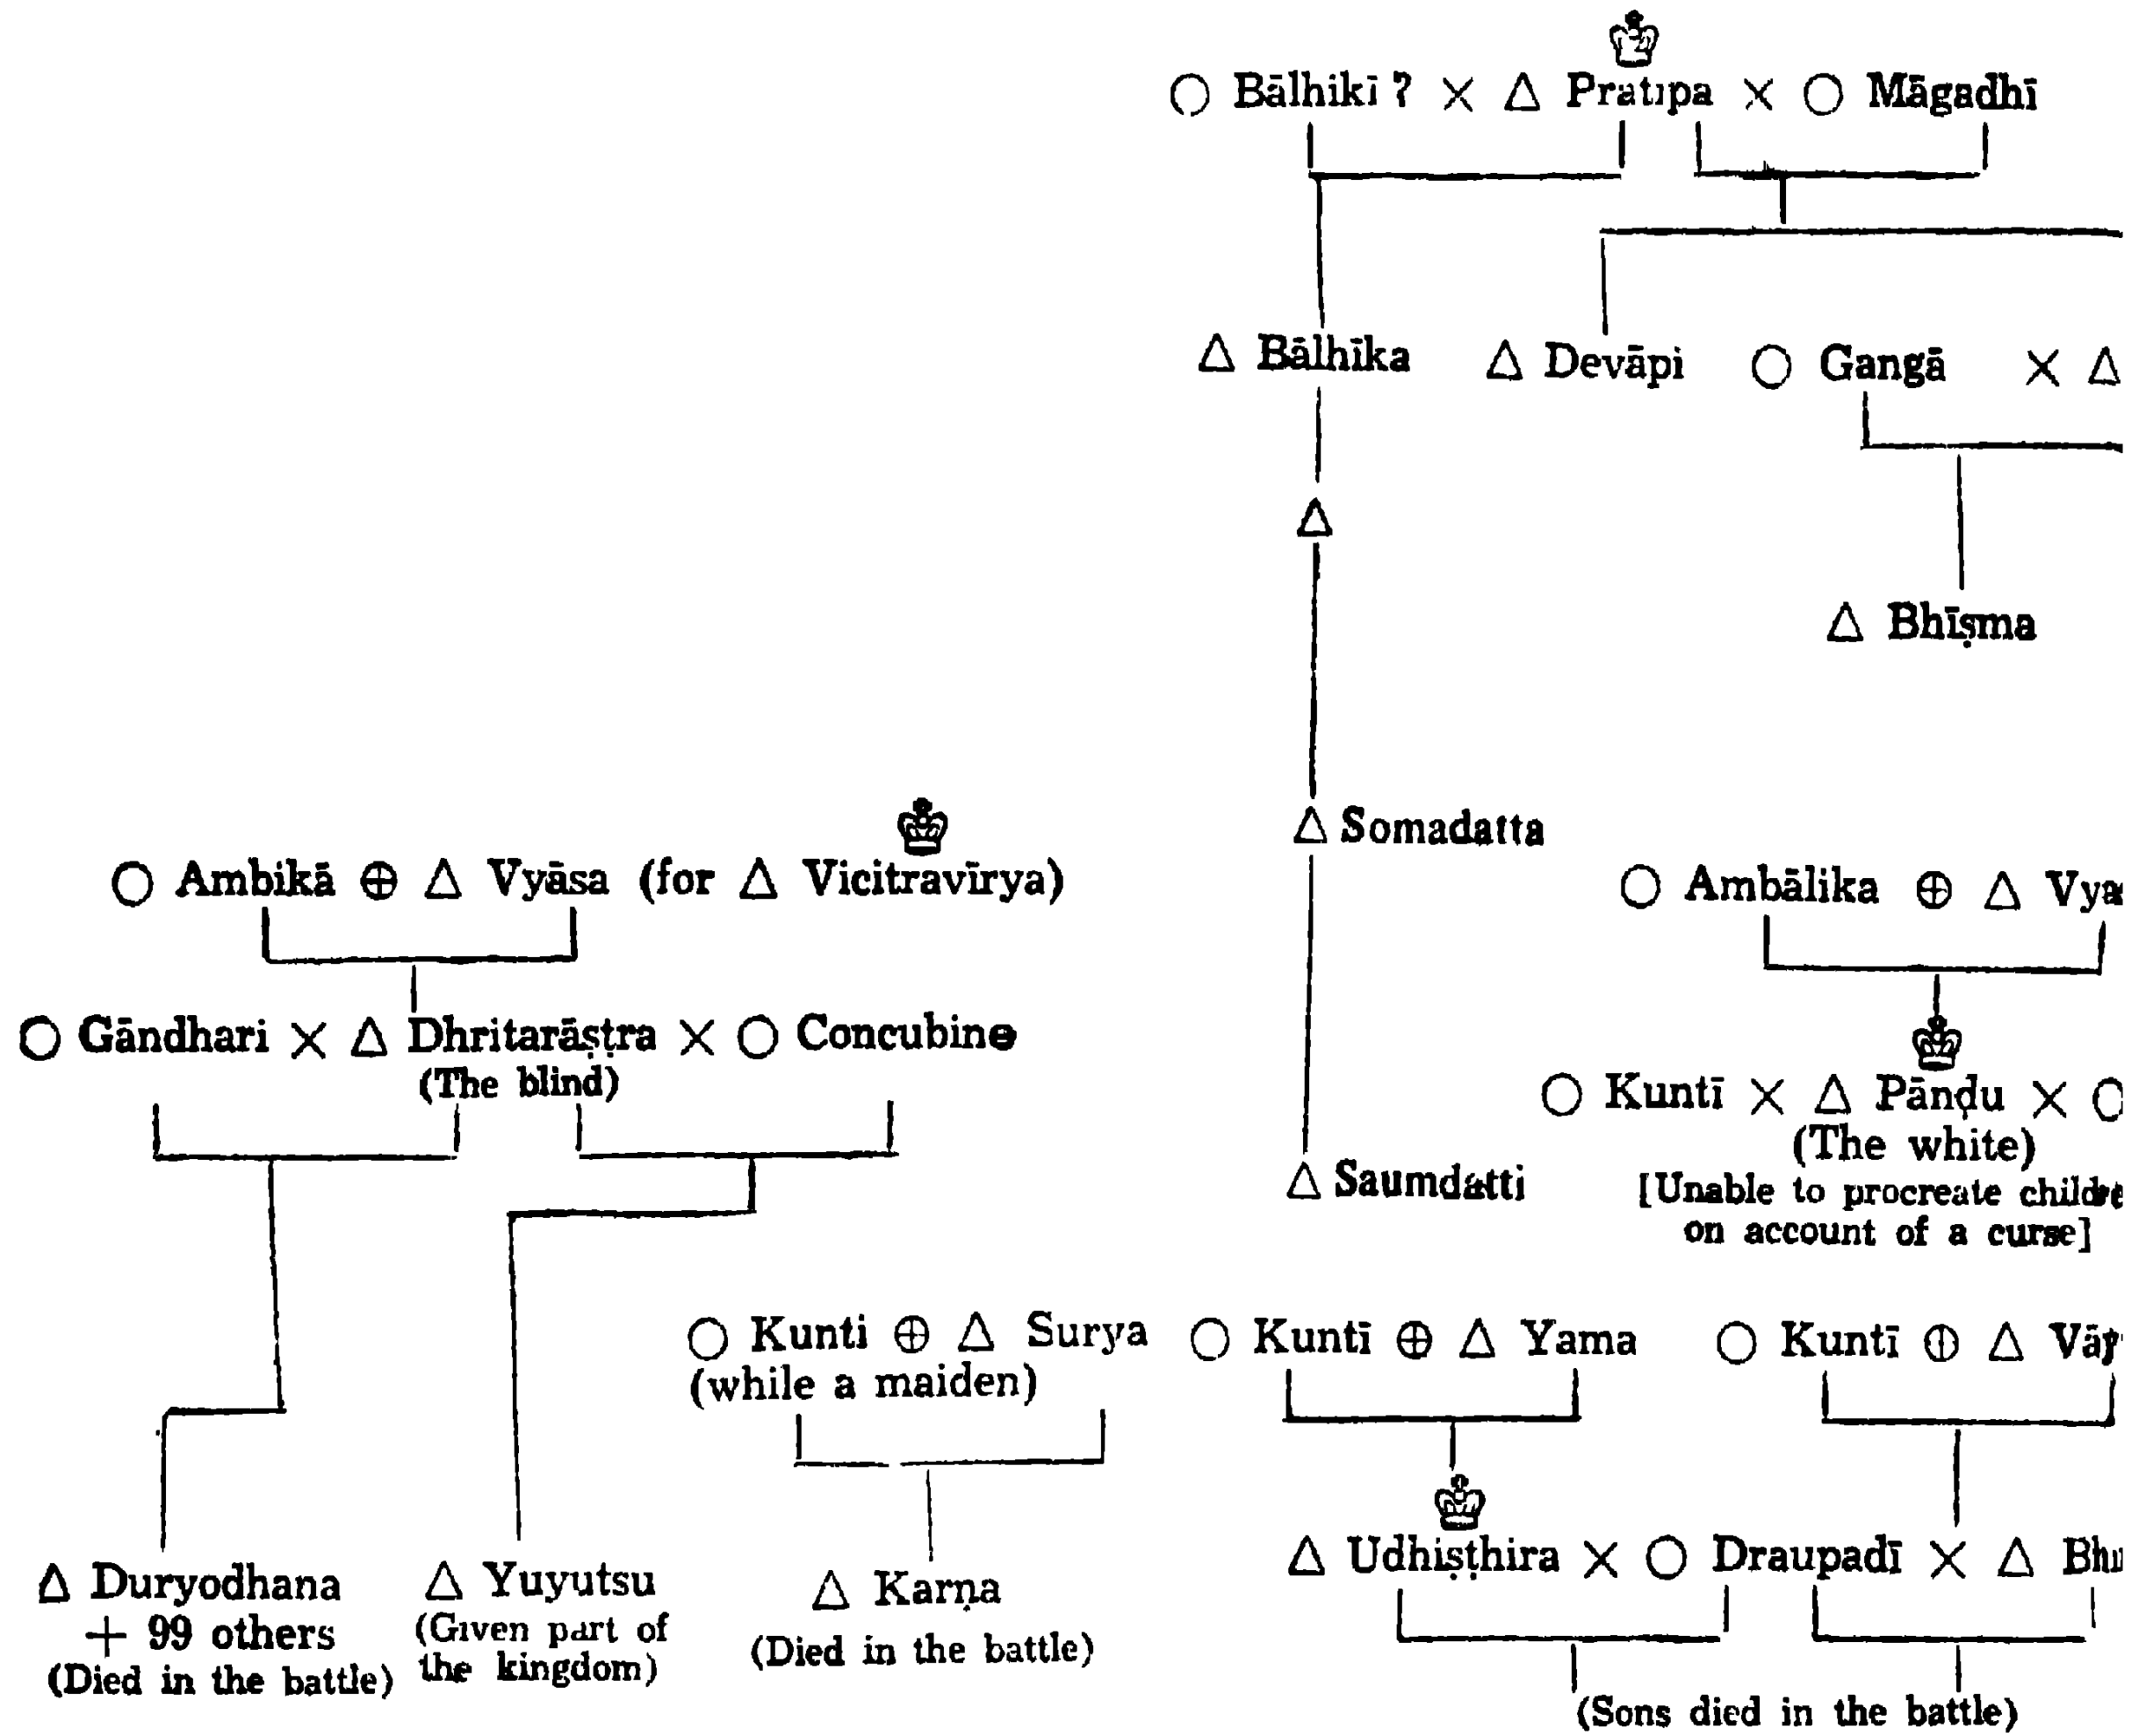 Bālhikī ? × Pratipa × Māgadhī
Bālhīka Devāpi Gangā ×
Bhīṣma
Somadatta
Ambikā Vyāsa (for Vicitravīrya)
Ambālika
Gāndhari × Dhritarāṣṭra × Concubine
(The blind)
Kuntī × Pāṇḍu ×
(The white)
Saumdatti
[Unable to procreate
on account of a curse]
Kunti Surya
(while a maiden)
Kuntī Yama
Kuntī
Duryodhana
+ 99 others
(Died in the battle)
Yuyutsu
(Given part of
the kingdom)
Karṇa
(Died in the battle)
Udhiṣṭhira × Draupadī ×
(Sons died in the battle)